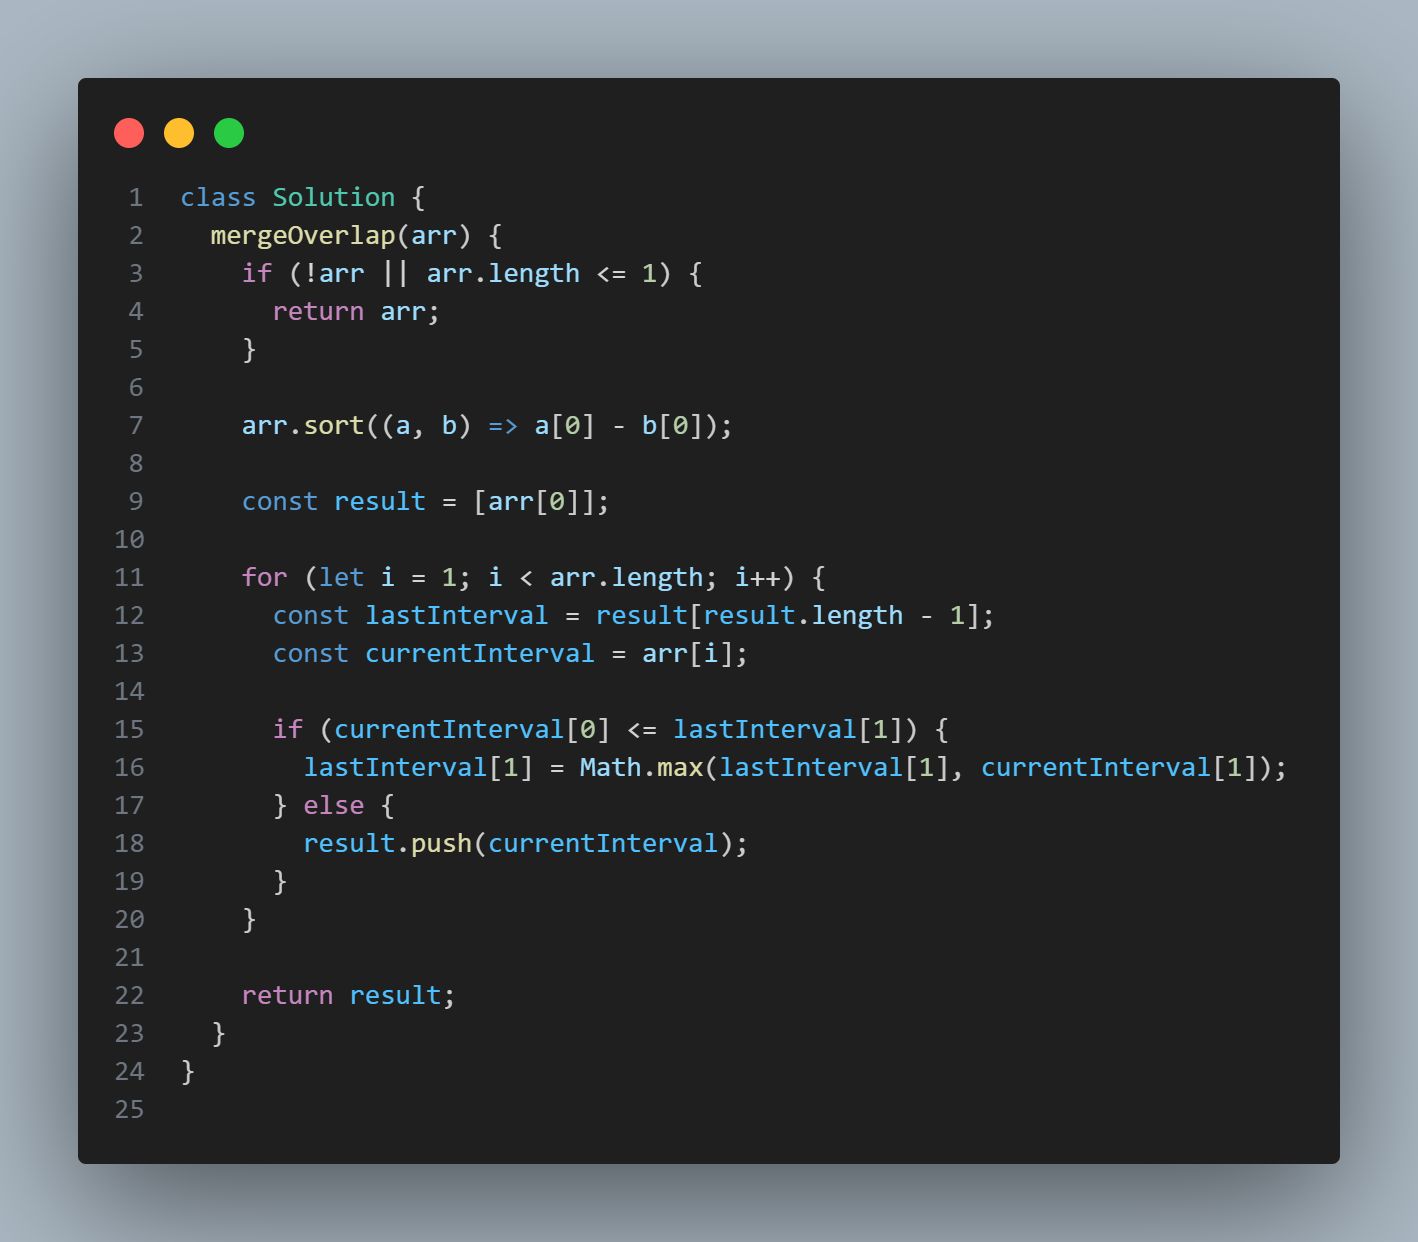 1 class Solution {
2   mergeOverlap(arr) {
3     if (!arr || arr.length <= 1) {
4       return arr;
5     }
6
7     arr.sort((a, b) => a[0] - b[0]);
8
9     const result = [arr[0]];
10
11     for (let i = 1; i < arr.length; i++) {
12       const lastInterval = result[result.length - 1];
13       const currentInterval = arr[i];
14
15       if (currentInterval[0] <= lastInterval[1]) {
16         lastInterval[1] = Math.max(lastInterval[1], currentInterval[1]);
17       } else {
18         result.push(currentInterval);
19       }
20     }
21
22     return result;
23   }
24 }
25